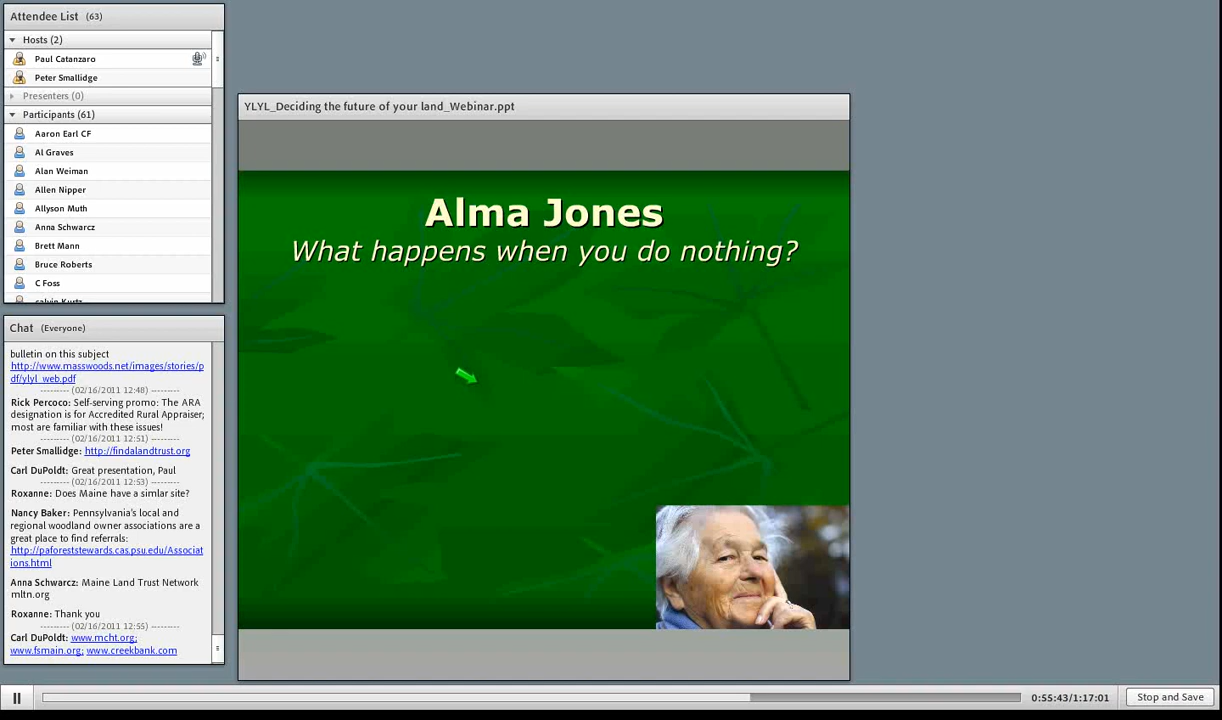 Attendee List (63)
Hosts (2)
Paul Catanzaro
Peter Smallidge
Presenters (0)
Participants (61)
Aaron Earl CF
Al Graves
Alan Weiman
Allen Nipper
Allyson Muth
Anna Schwarcz
Brett Mann
Bruce Roberts
C Foss
calvin Kurtz
Chat (Everyone)
bulletin on this subject
http://www.masswoods.net/images/stories/p
df/ylyl_web.pdf
--------- (02/16/2011 12:48) ---------
Rick Percoco: Self-serving promo: The ARA
designation is for Accredited Rural Appraiser;
most are familiar with these issues!
--------- (02/16/2011 12:51) ---------
Peter Smallidge: http://findalandtrust.org
Carl DuPoldt: Great presentation, Paul
--------- (02/16/2011 12:53) ---------
Roxanne: Does Maine have a simlar site?
Nancy Baker: Pennsylvania's local and
regional woodland owner associations are a
great place to find referrals:
http://paforeststewards.cas.psu.edu/Associat
ions.html
Anna Schwarcz: Maine Land Trust Network
mltn.org
Roxanne: Thank you
--------- (02/16/2011 12:55) ---------
Carl DuPoldt: www.mcht.org;
www.fsmain.org; www.creekbank.com
YLYL_Deciding the future of your land_Webinar.ppt
Alma Jones
What happens when you do nothing?
0:55:43/1:17:01
Stop and Save